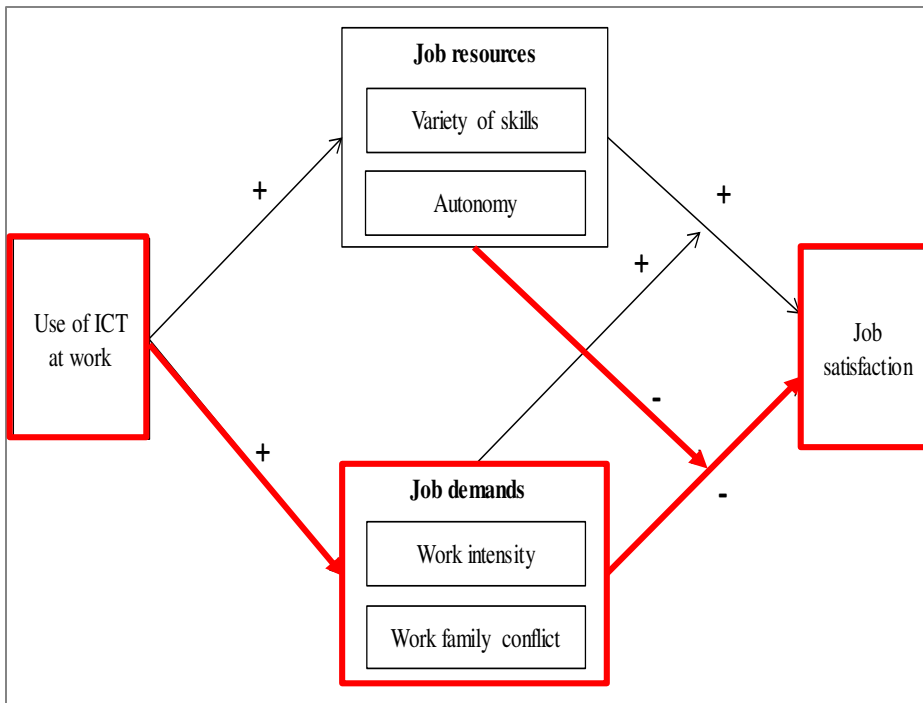 Job resources
Variety of skills
Autonomy
+
+
+
Use of ICT
at work
Job
satisfaction
-
+
-
Job demands
Work intensity
Work family conflict